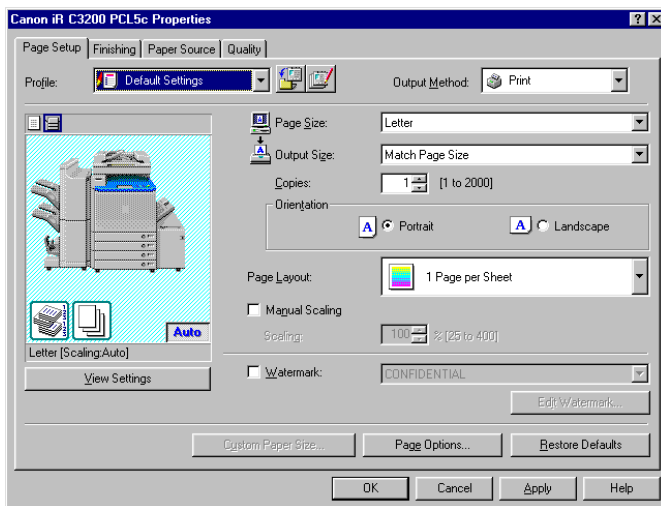 Canon iR C3200 PCL5c Properties
Page Setup Finishing Paper Source Quality
Profile: Default Settings Output Method: Print
Page Size: Letter
Output Size: Match Page Size
Copies: 1 [1 to 2000]
Orientation
A Portrait A Landscape
Page Layout: 1 Page per Sheet
Manual Scaling
Scaling: 100 % [25 to 400]
Auto
Letter [Scaling:Auto]
View Settings
Watermark: CONFIDENTIAL
Edit Watermark...
Custom Paper Size... Page Options... Restore Defaults
OK Cancel Apply Help